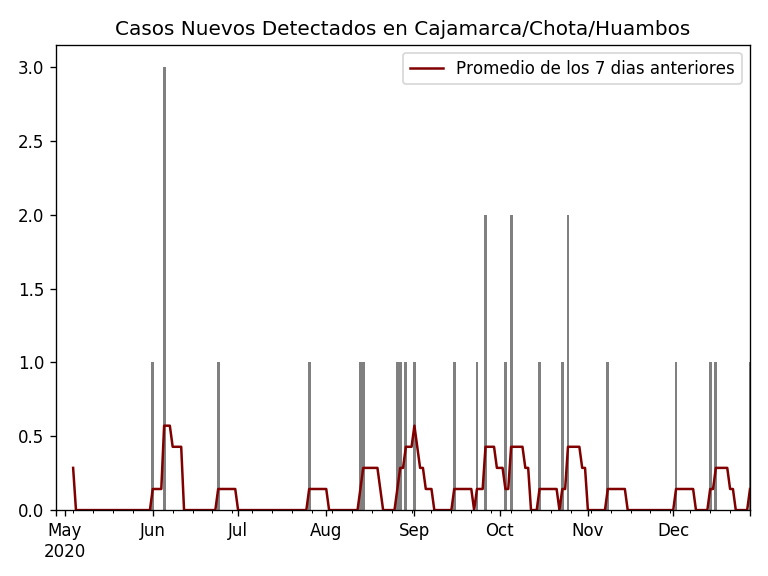 Casos Nuevos Detectados en Cajamarca/Chota/Huambos
Promedio de los 7 dias anteriores
3.0
2.5
2.0
1.5
1.0
0.5
0.0
May Jun Jul Aug Sep Oct Nov Dec
2020